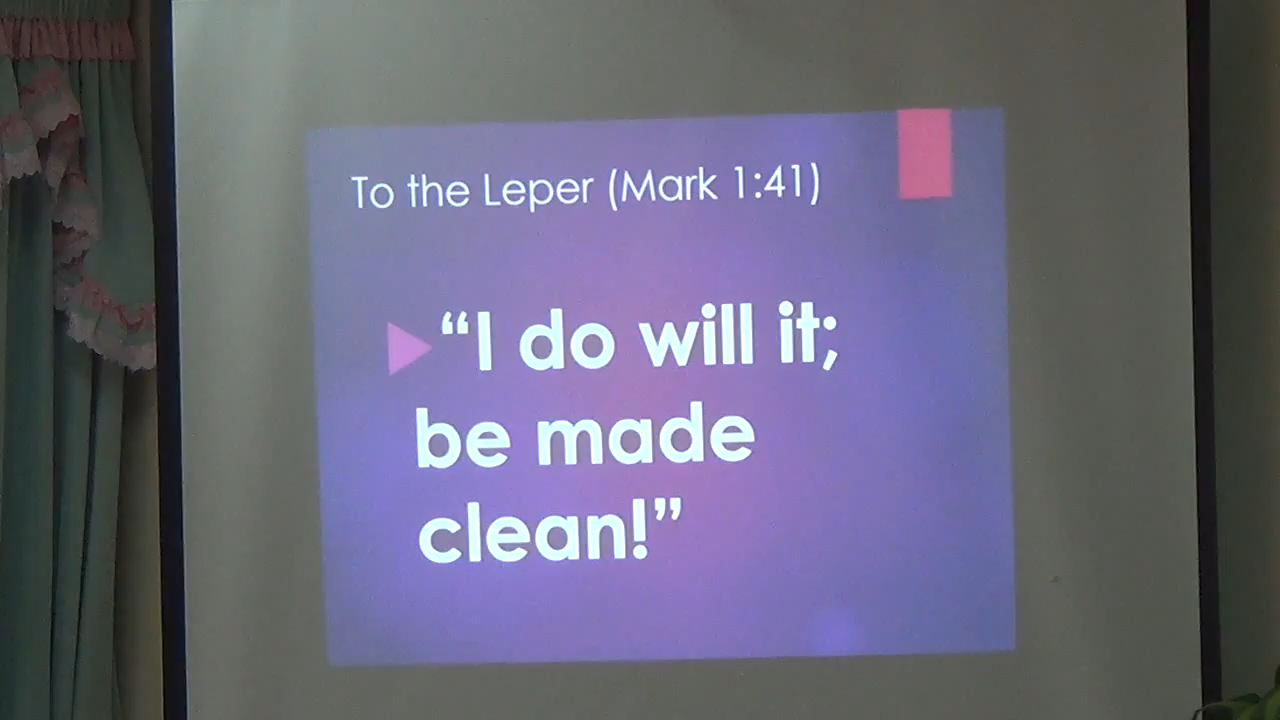 To the Leper (Mark 1:41)
“I do will it;
be made
clean!”